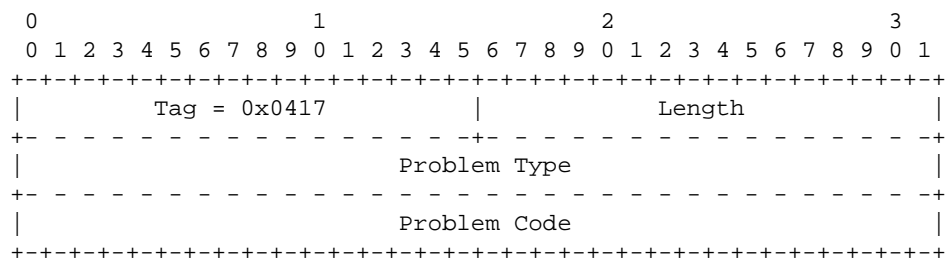 0                   1                   2                   3
 0 1 2 3 4 5 6 7 8 9 0 1 2 3 4 5 6 7 8 9 0 1 2 3 4 5 6 7 8 9 0 1
+-+-+-+-+-+-+-+-+-+-+-+-+-+-+-+-+-+-+-+-+-+-+-+-+-+-+-+-+-+-+-+-+
|         Tag = 0x0417          |            Length             |
+- - - - - - - - - - - - - - - -+- - - - - - - - - - - - - - - -+
|                          Problem Type                         |
+- - - - - - - - - - - - - - - - - - - - - - - - - - - - - - - -+
|                          Problem Code                         |
+-+-+-+-+-+-+-+-+-+-+-+-+-+-+-+-+-+-+-+-+-+-+-+-+-+-+-+-+-+-+-+-+